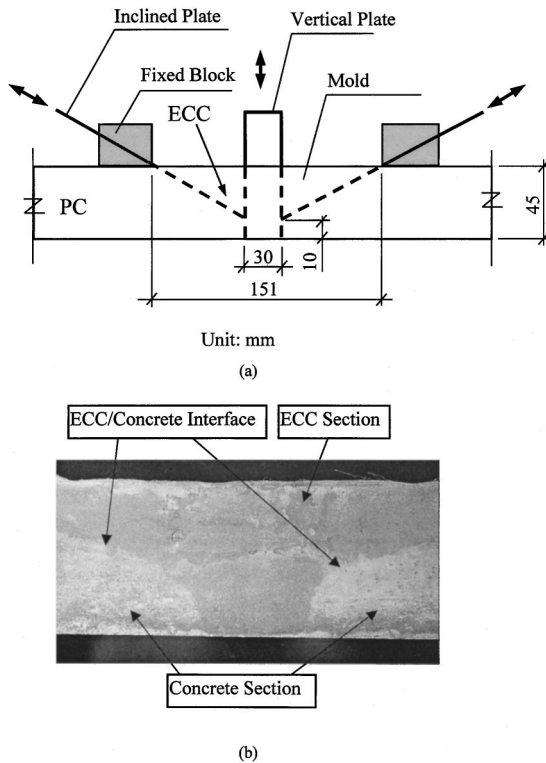 Inclined Plate
Vertical Plate
Fixed Block
ECC
Mold
PC
45
30
10
151
Unit: mm
(a)
ECC/Concrete Interface
ECC Section
Concrete Section
(b)